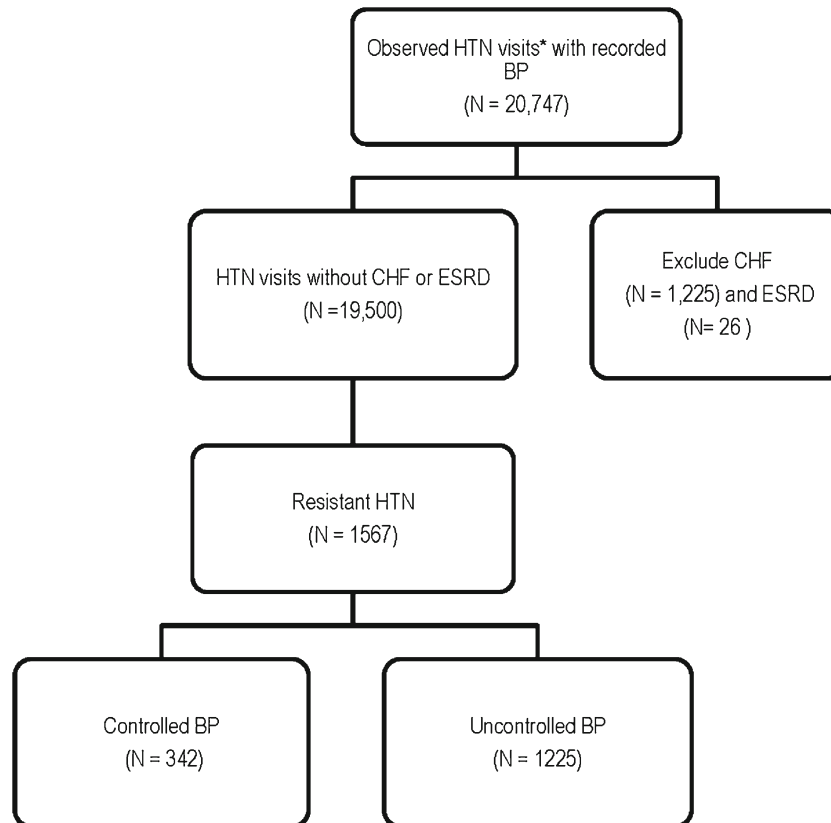 Observed HTN visits* with recorded
BP
(N = 20,747)
HTN visits without CHF or ESRD
(N =19,500)
Exclude CHF
(N = 1,225) and ESRD
(N= 26 )
Resistant HTN
(N = 1567)
Controlled BP
(N = 342)
Uncontrolled BP
(N = 1225)